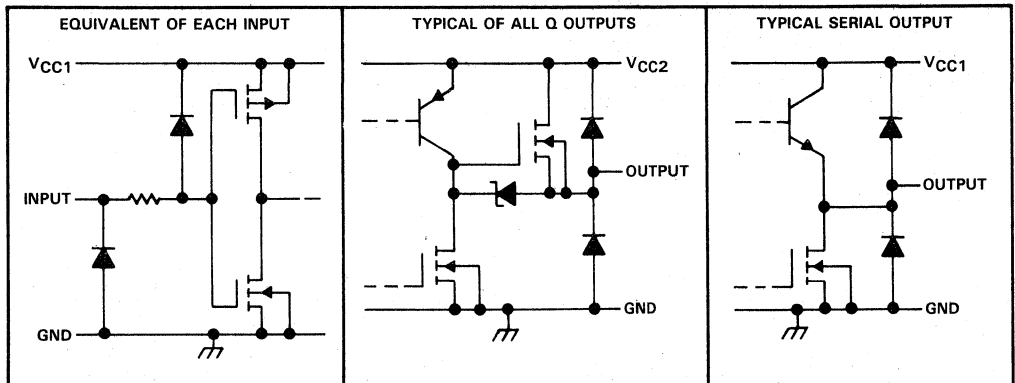 EQUIVALENT OF EACH INPUT
VCC1
INPUT
GND
TYPICAL OF ALL Q OUTPUTS
VCC2
OUTPUT
GND
TYPICAL SERIAL OUTPUT
VCC1
OUTPUT
GND